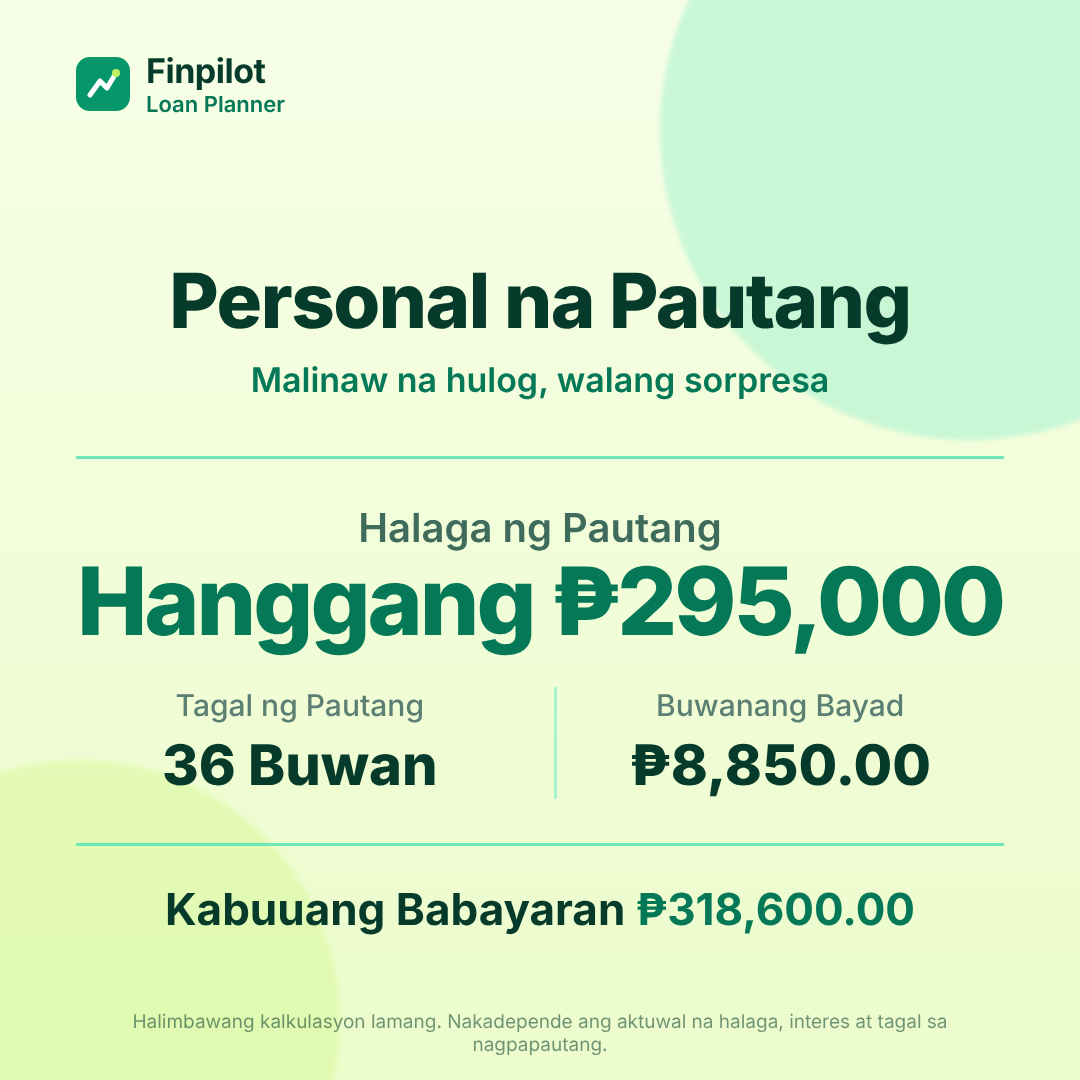 Finpilot
Loan Planner
Personal na Pautang
Malinaw na hulog, walang sorpresa
Halaga ng Pautang
Hanggang ₱295,000
Tagal ng Pautang
36 Buwan
Buwanang Bayad
₱8,850.00
Kabuuang Babayaran ₱318,600.00
Halimbawang kalkulasyon lamang. Nakadepende ang aktuwal na halaga, interes at tagal sa
nagpapautang.